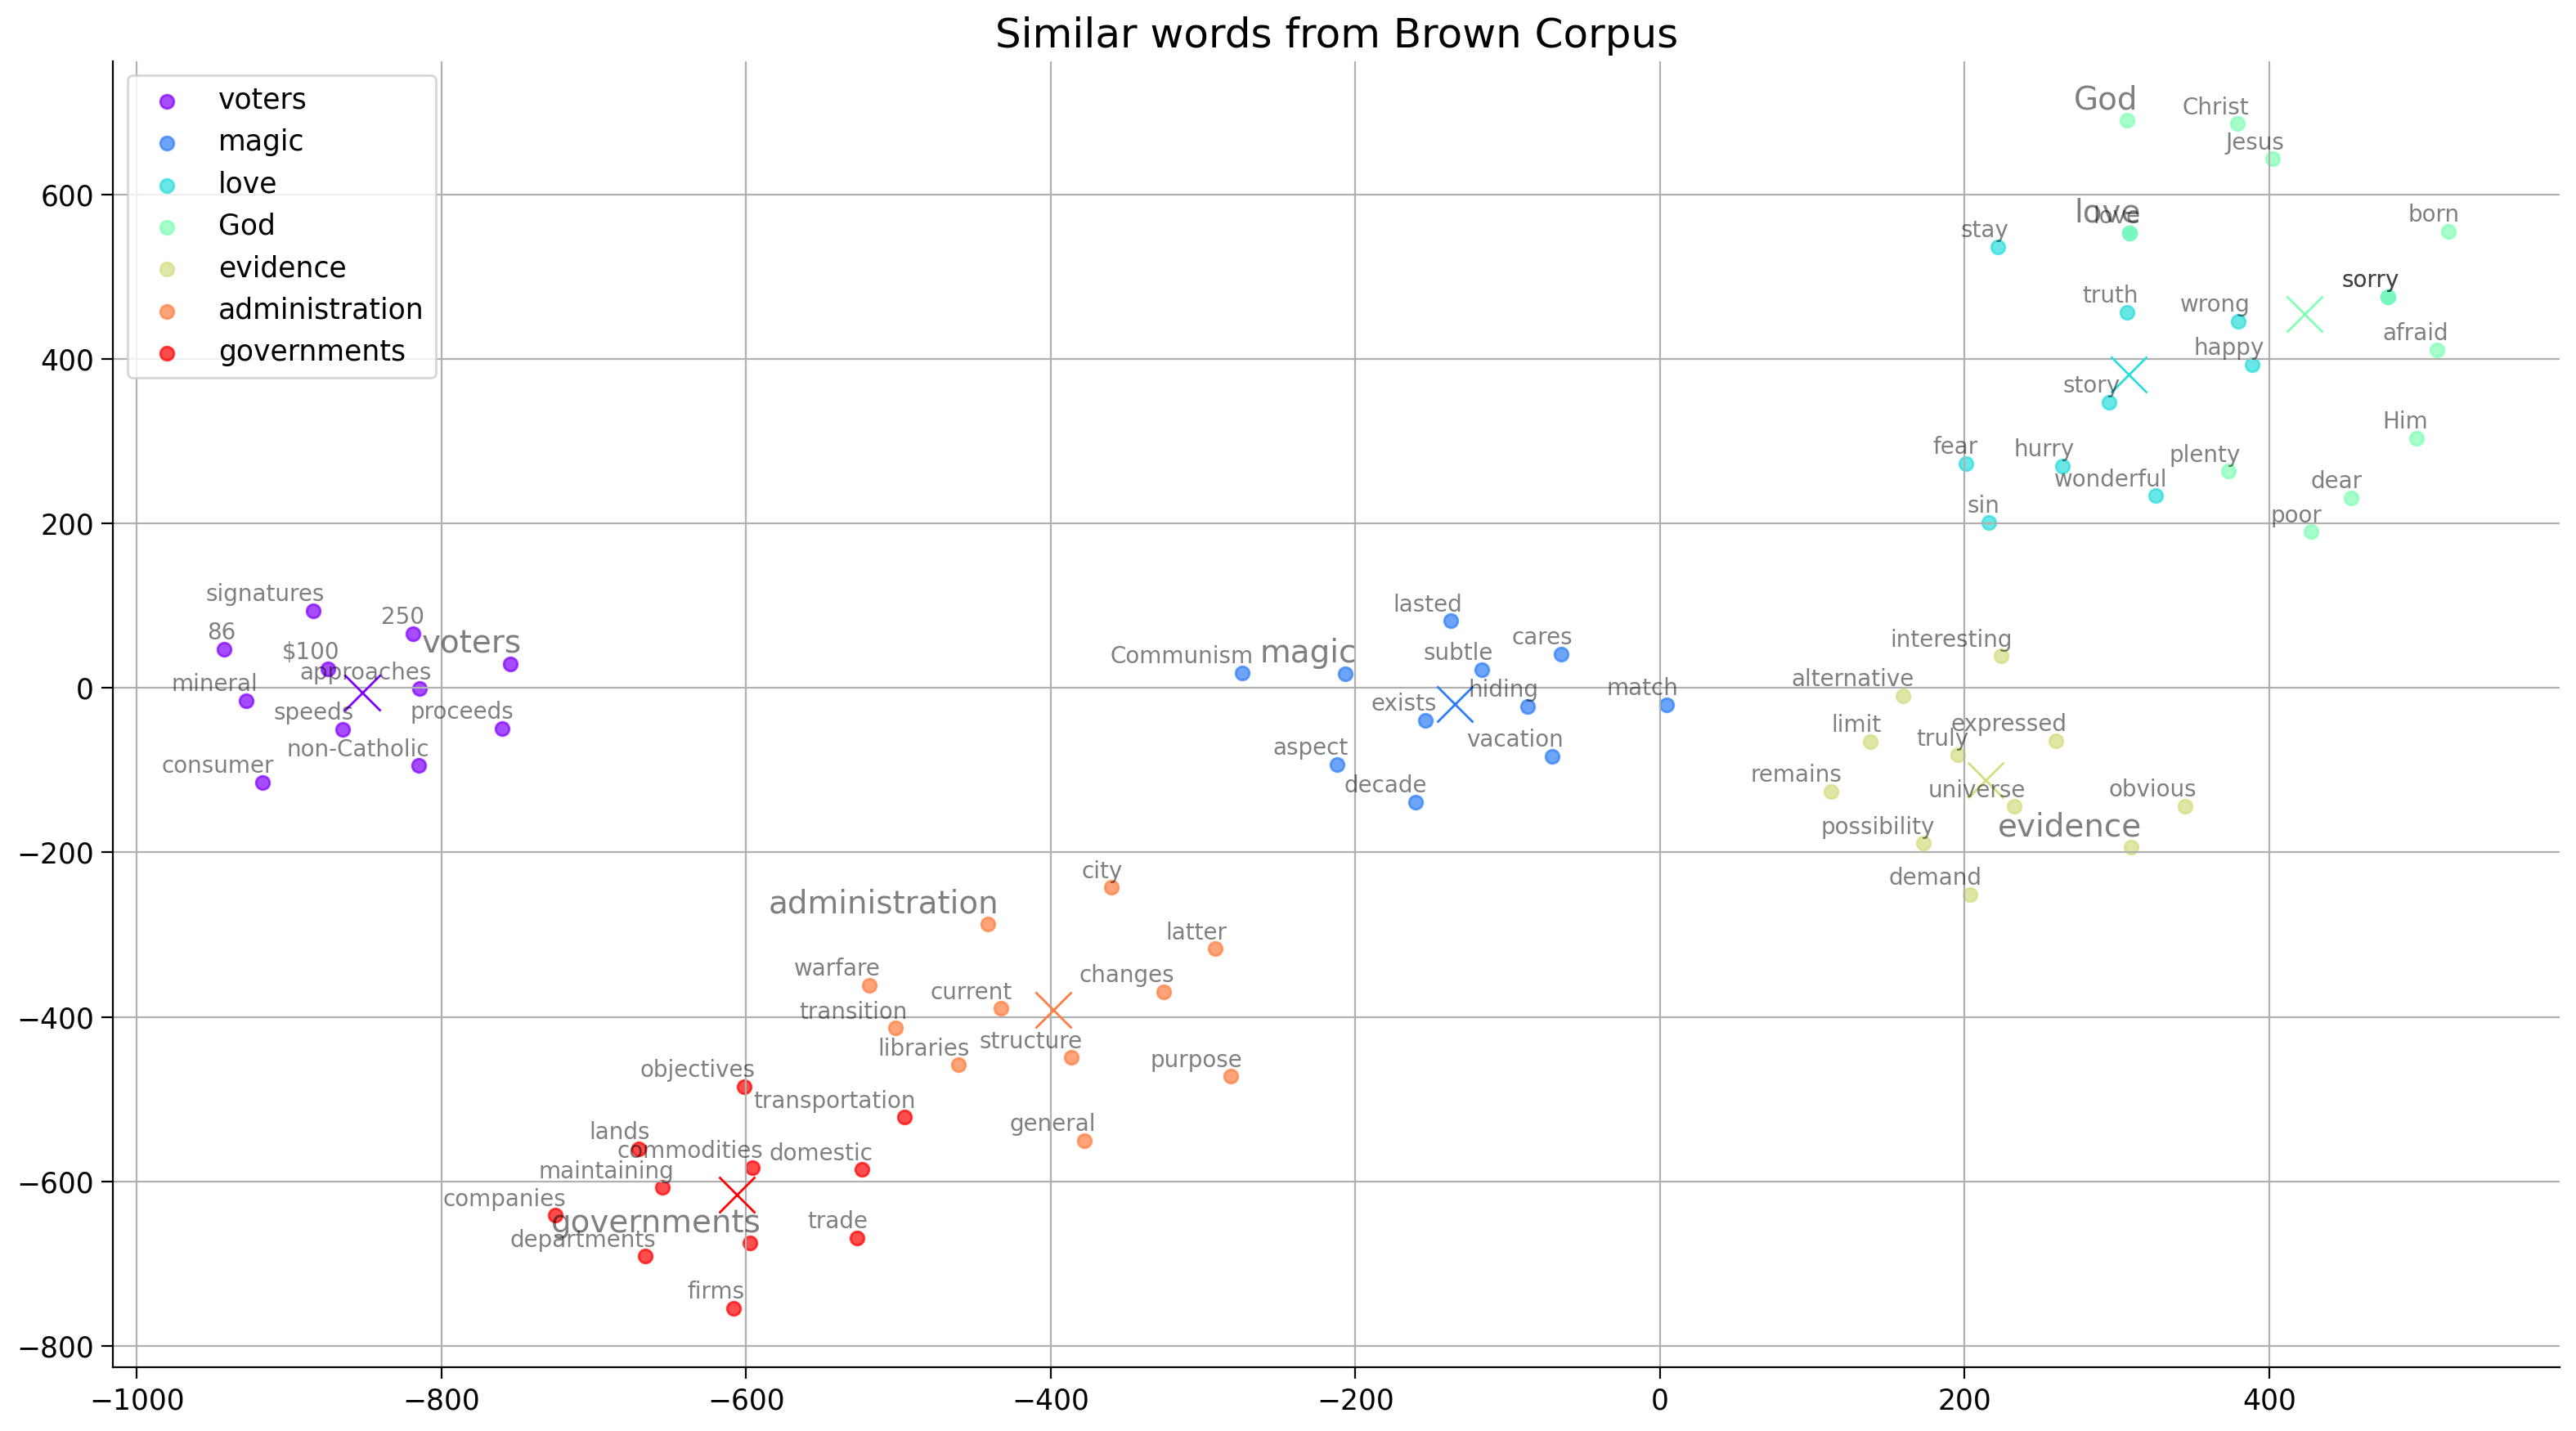 Similar words from Brown Corpus
voters
magic
love
God
evidence
administration
governments
God
Christ
Jesus
love
love
born
stay
sorry
truth
wrong
afraid
happy
story
Him
fear
hurry
plenty
wonderful
dear
sin
poor
signatures
86
250
$100
voters
approaches
mineral
speeds
proceeds
non-Catholic
consumer
lasted
cares
Communism
magic
subtle
hiding
match
exists
vacation
aspect
decade
interesting
alternative
limit
expressed
truly
remains
universe
obvious
possibility
evidence
demand
city
administration
latter
warfare
changes
current
transition
structure
libraries
purpose
general
objectives
transportation
lands
commodities
domestic
maintaining
companies
governments
trade
departments
firms
600
400
200
0
−200
−400
−600
−800
−1000
−800
−600
−400
−200
0
200
400